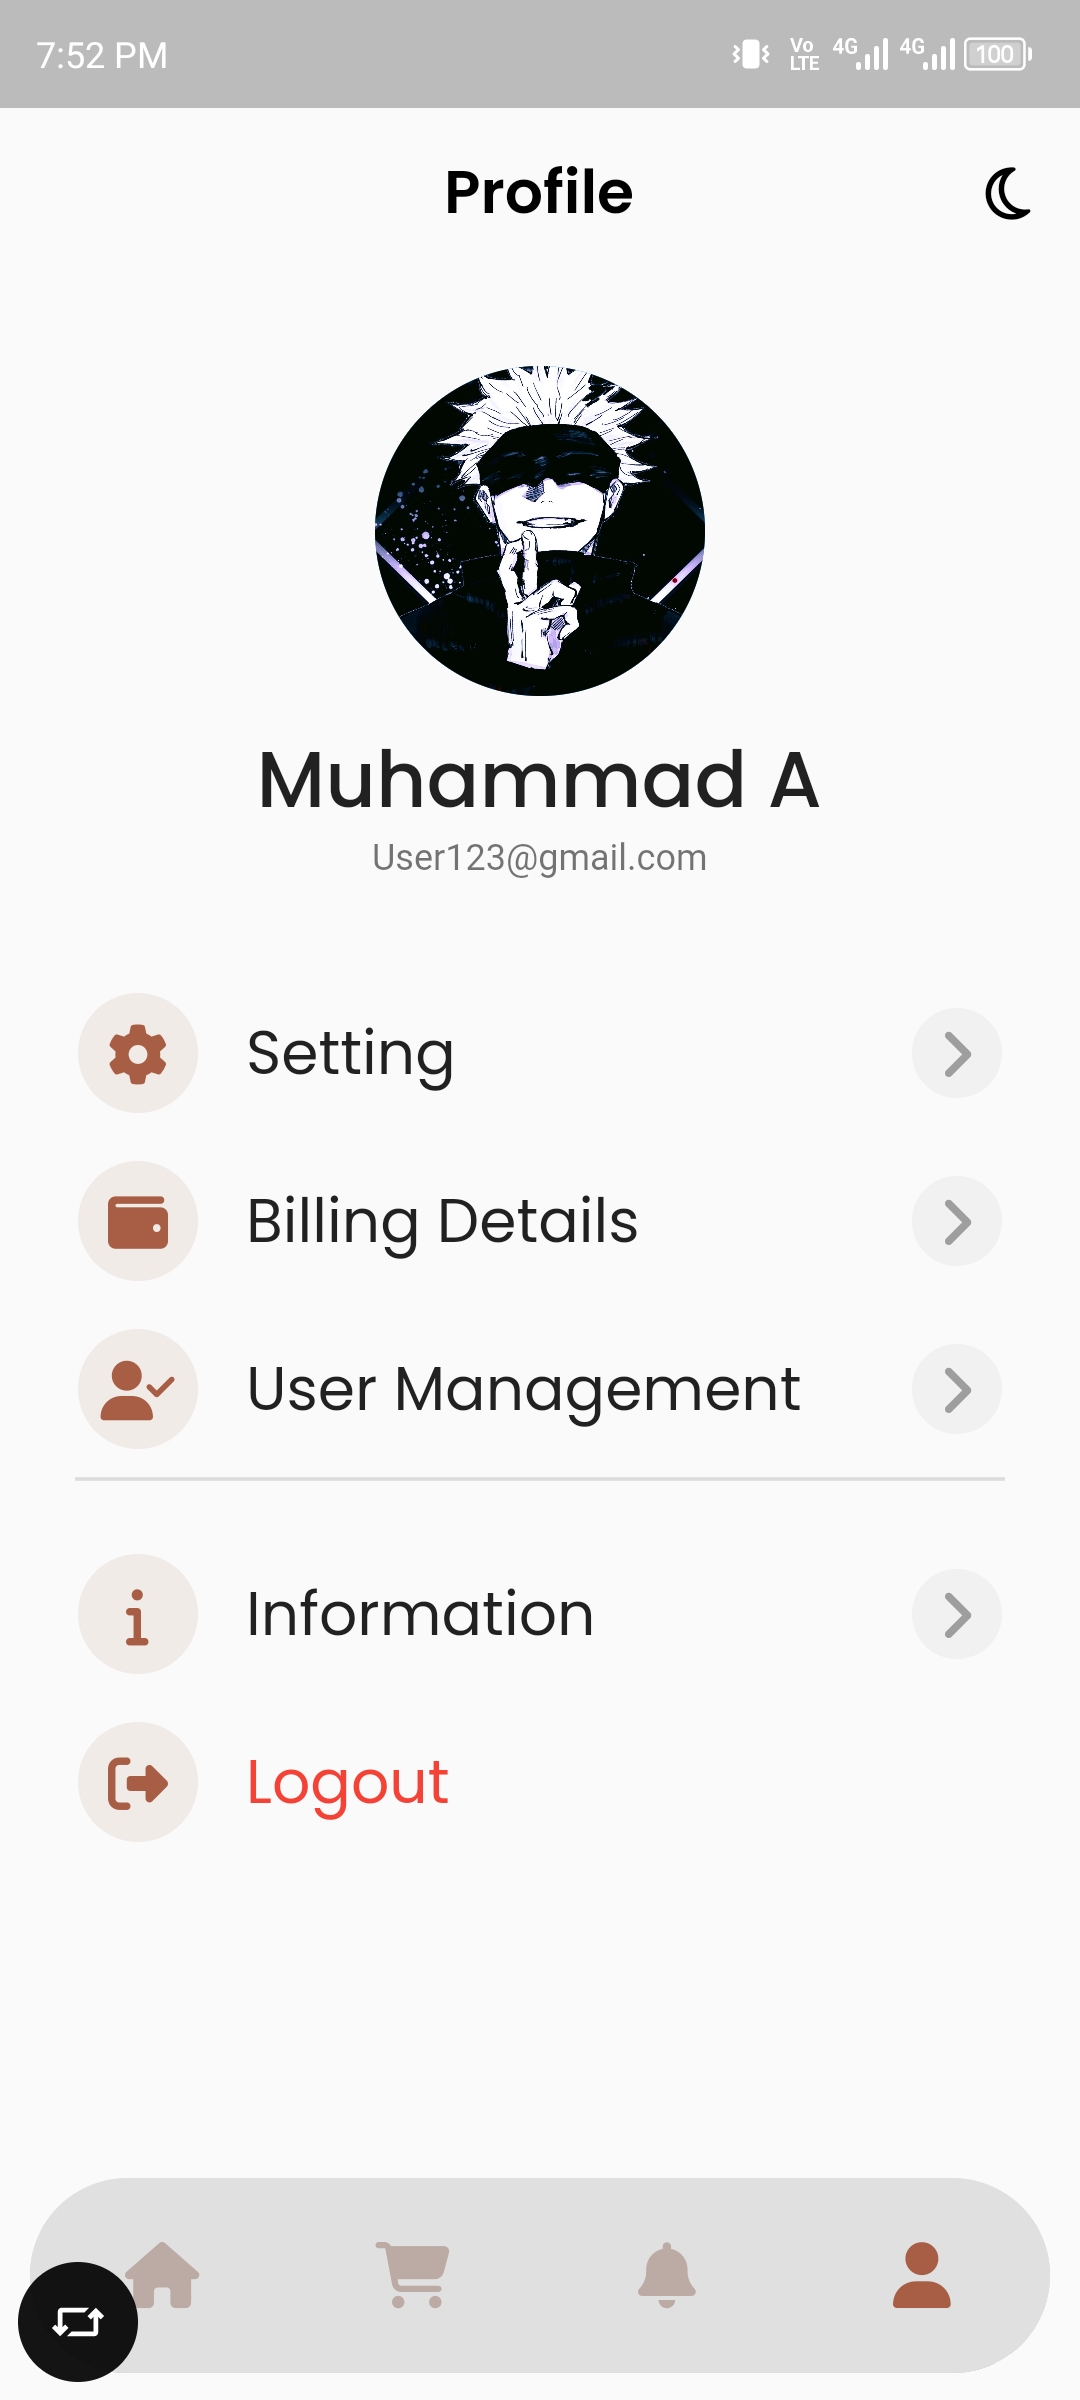 7:52 PM
Vo LTE 4G 4G 100
Profile
Muhammad A
User123@gmail.com
Setting
Billing Details
User Management
Information
Logout